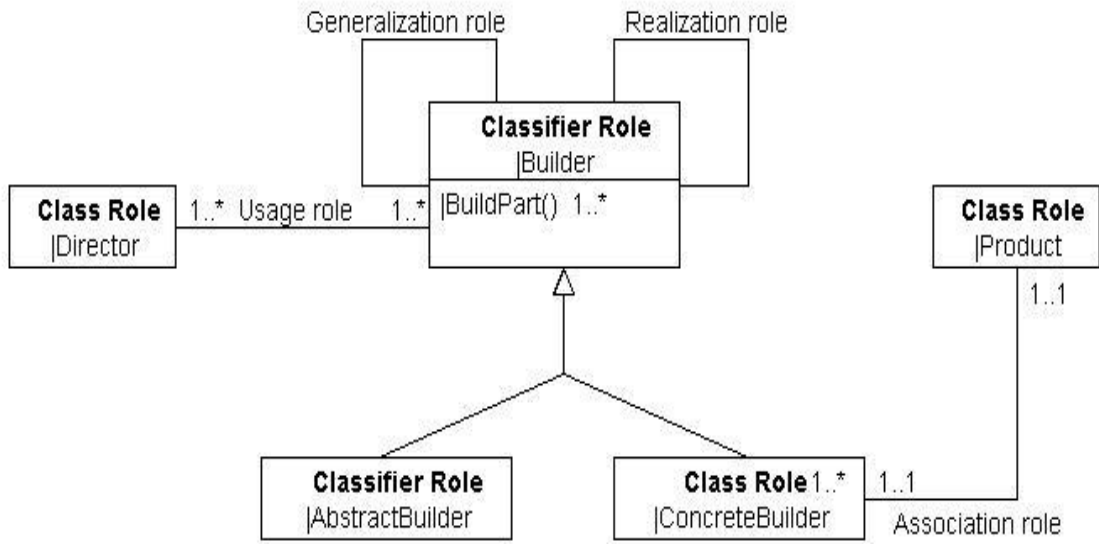 Generalization role
Realization role
Classifier Role
|Builder
|BuildPart() 1..*
Class Role
|Director
1..* Usage role 1..*
Class Role
|Product
1..1
Classifier Role
|AbstractBuilder
Class Role 1..*
|ConcreteBuilder
1..1
Association role